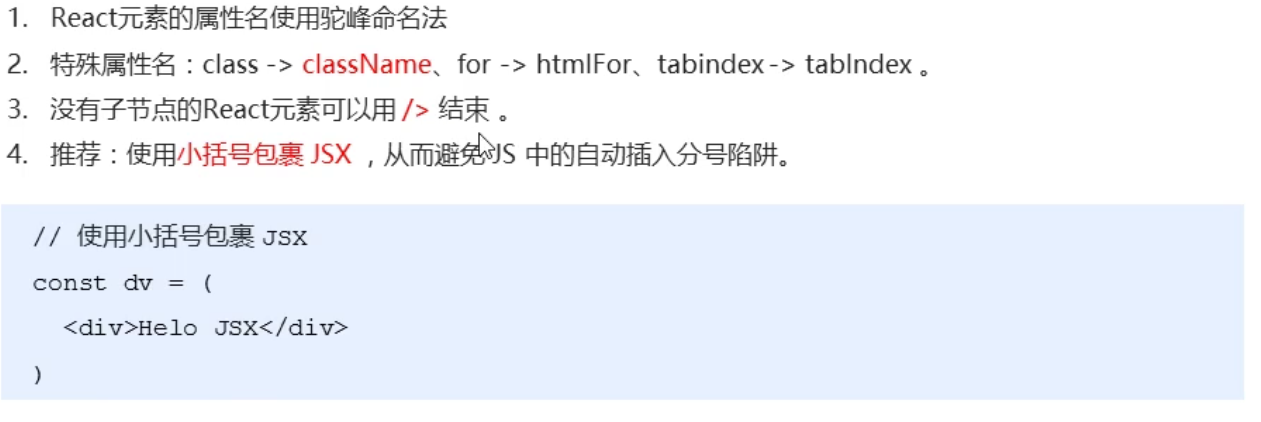 1. React元素的属性名使用驼峰命名法
2. 特殊属性名：class -> className、for -> htmlFor、tabindex -> tabIndex 。
3. 没有子节点的React元素可以用 /> 结束 。
4. 推荐：使用小括号包裹 JSX ，从而避免 JS 中的自动插入分号陷阱。
// 使用小括号包裹 JSX
const dv = (
<div>Helo JSX</div>
)